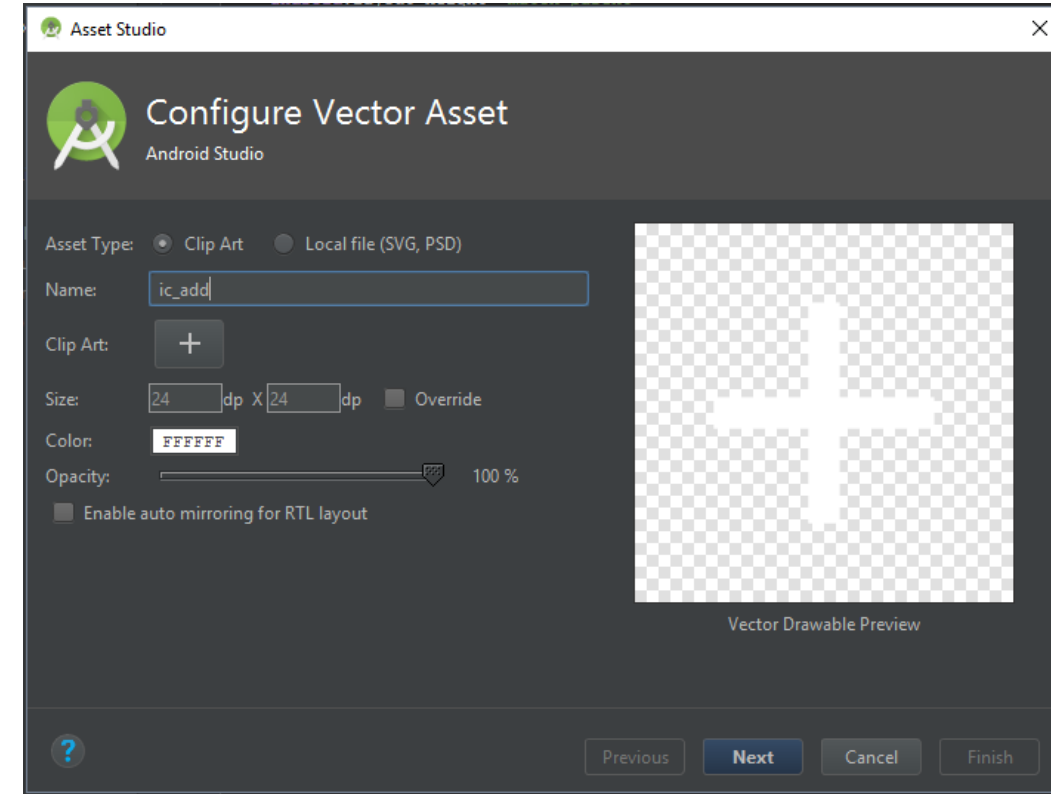 Asset Studio
Configure Vector Asset
Android Studio
Asset Type: Clip Art Local file (SVG, PSD)
Name: ic_add
Clip Art:
Size: 24 dp X 24 dp Override
Color: FFFFFF
Opacity: 100 %
Enable auto mirroring for RTL layout
Vector Drawable Preview
? Previous Next Cancel Finish